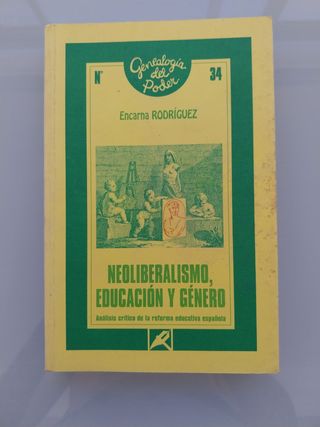 Genealogía
del
Poder
Nº 34
Encarna RODRÍGUEZ
NEOLIBERALISMO,
EDUCACIÓN Y GÉNERO
Análisis crítico de la reforma educativa española